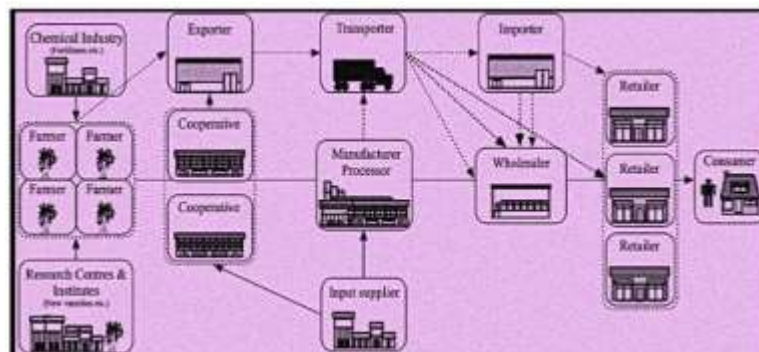 Chemical Industry
(Fertilisers etc.)
Exporter
Transporter
Importer
Retailer
Farmer
Farmer
Cooperative
Manufacturer
Processor
Wholesaler
Retailer
Consumer
Farmer
Farmer
Cooperative
Retailer
Research Centres &
Institutes
(New varieties etc.)
Input supplier